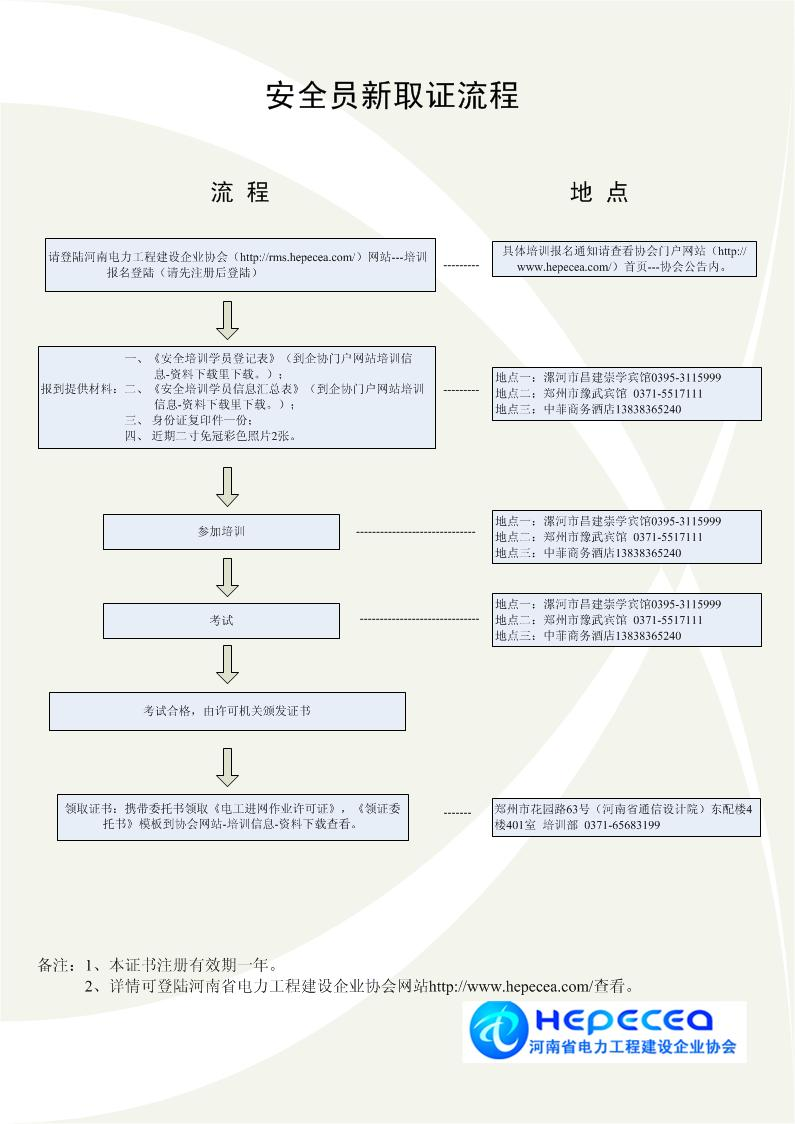 安全员新取证流程
流 程
地 点
请登陆河南电力工程建设企业协会（http://rms.hepecea.com/）网站---培训
报名登陆（请先注册后登陆）
具体培训报名通知请查看协会门户网站（http://
www.hepecea.com/）首页---协会公告内。
一、《安全培训学员登记表》（到企协门户网站培训信
息-资料下载里下载。）;
报到提供材料：二、《安全培训学员信息汇总表》（到企协门户网站培训
信息-资料下载里下载。）;
三、 身份证复印件一份;
四、 近期二寸免冠彩色照片2张。
地点一：漯河市昌建崇学宾馆0395-3115999
地点二：郑州市豫武宾馆 0371-5517111
地点三：中菲商务酒店13838365240
参加培训
地点一：漯河市昌建崇学宾馆0395-3115999
地点二：郑州市豫武宾馆 0371-5517111
地点三：中菲商务酒店13838365240
考试
地点一：漯河市昌建崇学宾馆0395-3115999
地点二：郑州市豫武宾馆 0371-5517111
地点三：中菲商务酒店13838365240
考试合格，由许可机关颁发证书
领取证书：携带委托书领取《电工进网作业许可证》，《领证委
托书》模板到协会网站-培训信息-资料下载查看。
郑州市花园路63号（河南省通信设计院）东配楼4
楼401室 培训部 0371-65683199
备注：1、本证书注册有效期一年。
2、详情可登陆河南省电力工程建设企业协会网站http://www.hepecea.com/查看。
HEPECEA
河南省电力工程建设企业协会